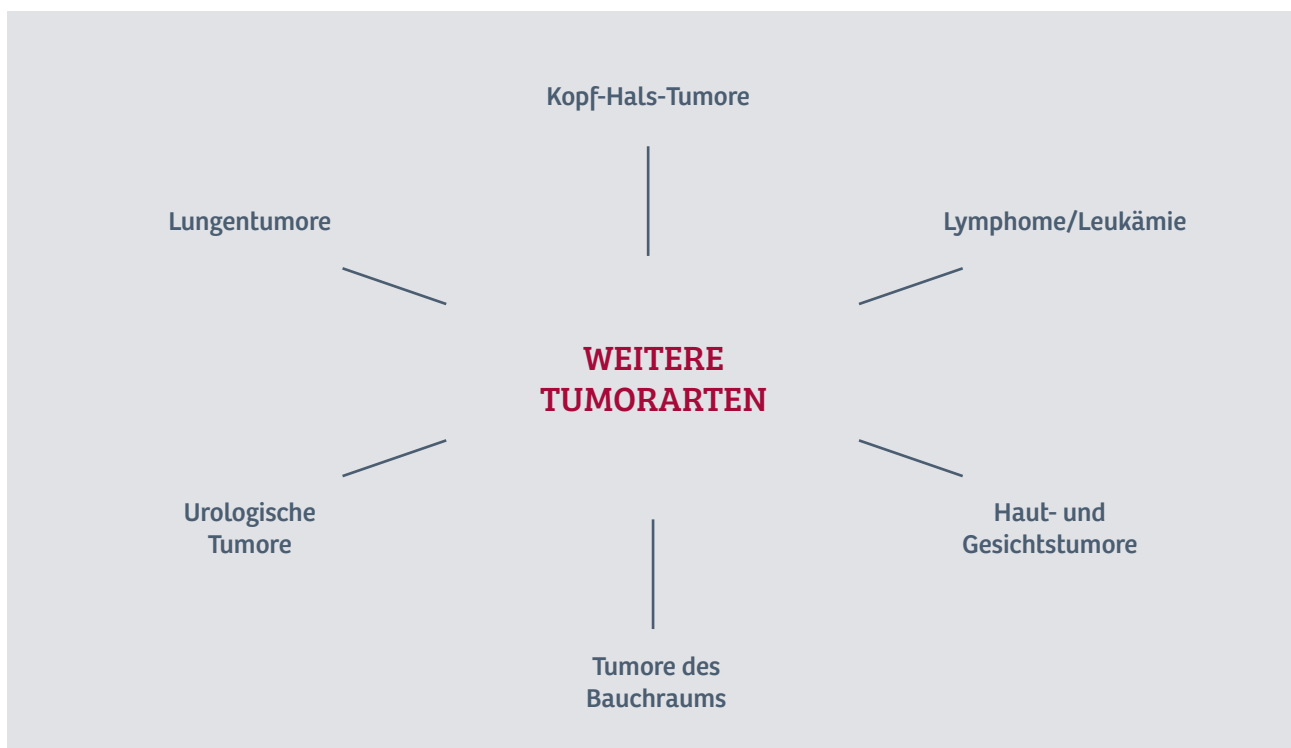 Kopf-Hals-Tumore
Lungentumore
Lymphome/Leukämie
WEITERE
TUMORARTEN
Urologische
Tumore
Haut- und
Gesichtstumore
Tumore des
Bauchraums